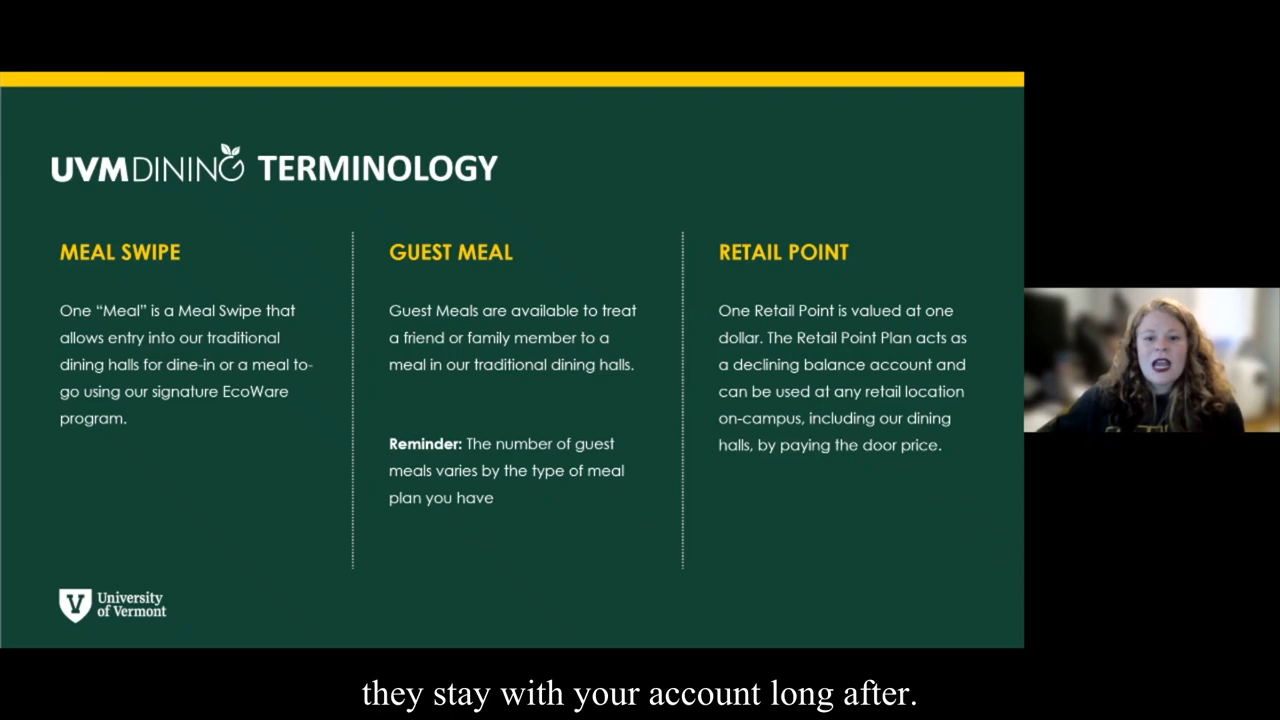 UVMDINING TERMINOLOGY
MEAL SWIPE
One “Meal” is a Meal Swipe that
allows entry into our traditional
dining halls for dine-in or a meal to-
go using our signature EcoWare
program.
GUEST MEAL
Guest Meals are available to treat
a friend or family member to a
meal in our traditional dining halls.
Reminder: The number of guest
meals varies by the type of meal
plan you have
RETAIL POINT
One Retail Point is valued at one
dollar. The Retail Point Plan acts as
a declining balance account and
can be used at any retail location
on-campus, including our dining
halls, by paying the door price.
V University
of Vermont
they stay with your account long after.